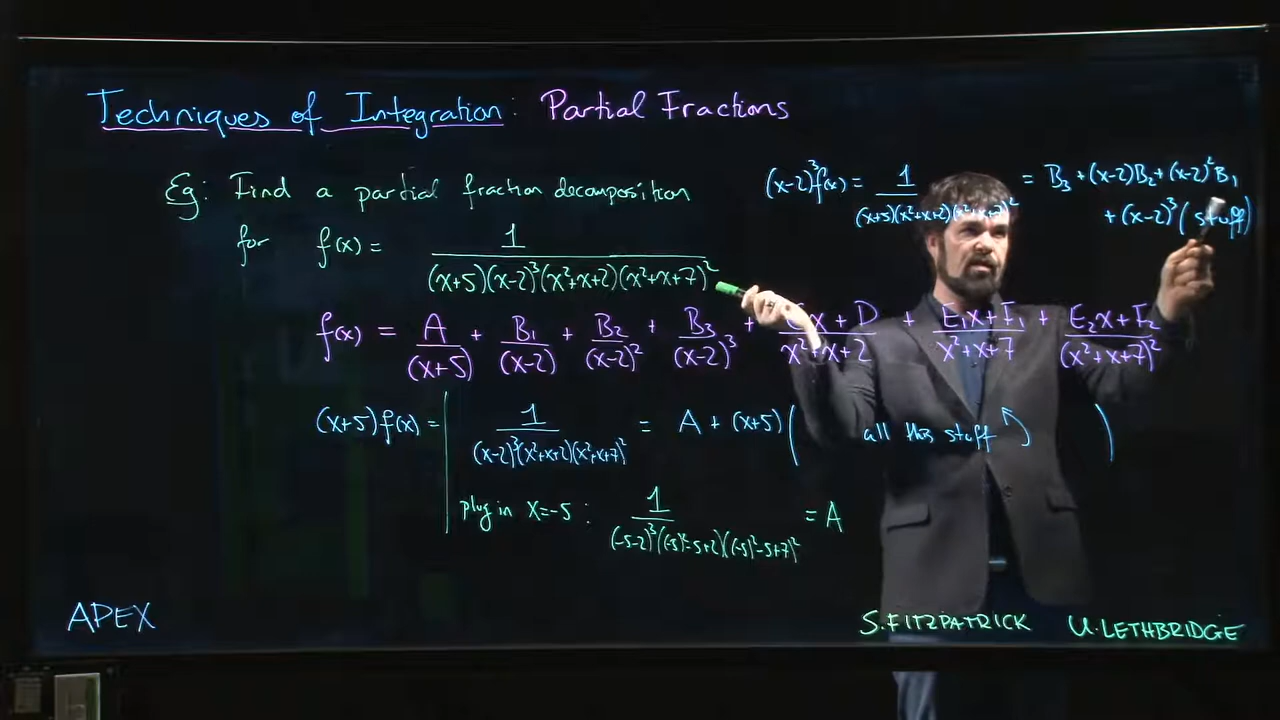 Techniques of Integration: Partial Fractions
Eg: Find a partial fraction decomposition
for f(x) = 1/((x+5)(x-2)³(x²+x+2)(x²+x+7)²)
(x-2)³f(x) = 1/((x+5)(x²+x+2)(x²+x+7)²) = B₃ + (x-2)B₂ + (x-2)²B₁
+ (x-2)³(stuff)
f(x) = A/(x+5) + B₁/(x-2) + B₂/(x-2)² + B₃/(x-2)³ + Cx+D/x²+x+2 + E₁x+F₁/x²+x+7 + E₂x+F₂/(x²+x+7)²
(x+5)f(x) = 1/((x-2)³(x²+x+2)(x²+x+7)²) = A + (x+5)( all this stuff )
plug in x=-5 : 1/((-5-2)³((-5)²-5+2)((-5)²-5+7)²) = A
APEX
S.FITZPATRICK U.LETHBRIDGE